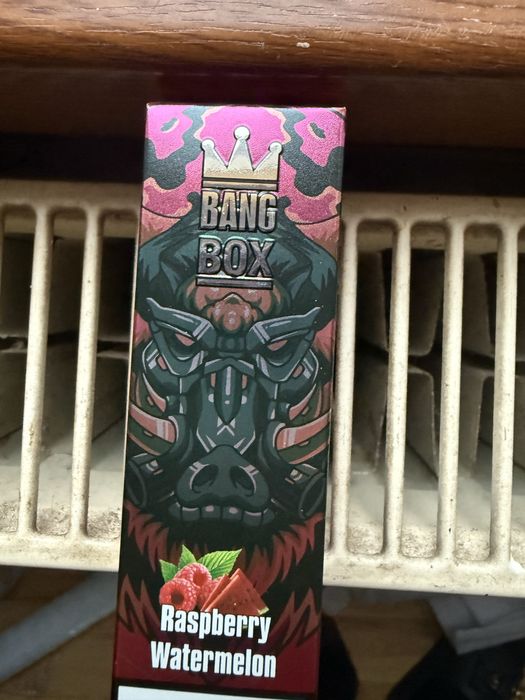 BANG
BOX
Raspberry
Watermelon